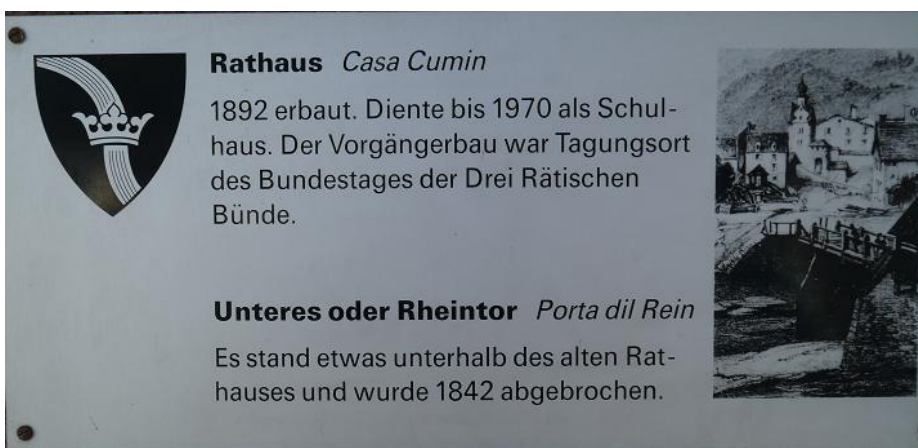 Rathaus Casa Cumin
1892 erbaut. Diente bis 1970 als Schul-
haus. Der Vorgängerbau war Tagungsort
des Bundestages der Drei Rätischen
Bünde.
Unteres oder Rheintor Porta dil Rein
Es stand etwas unterhalb des alten Rat-
hauses und wurde 1842 abgebrochen.